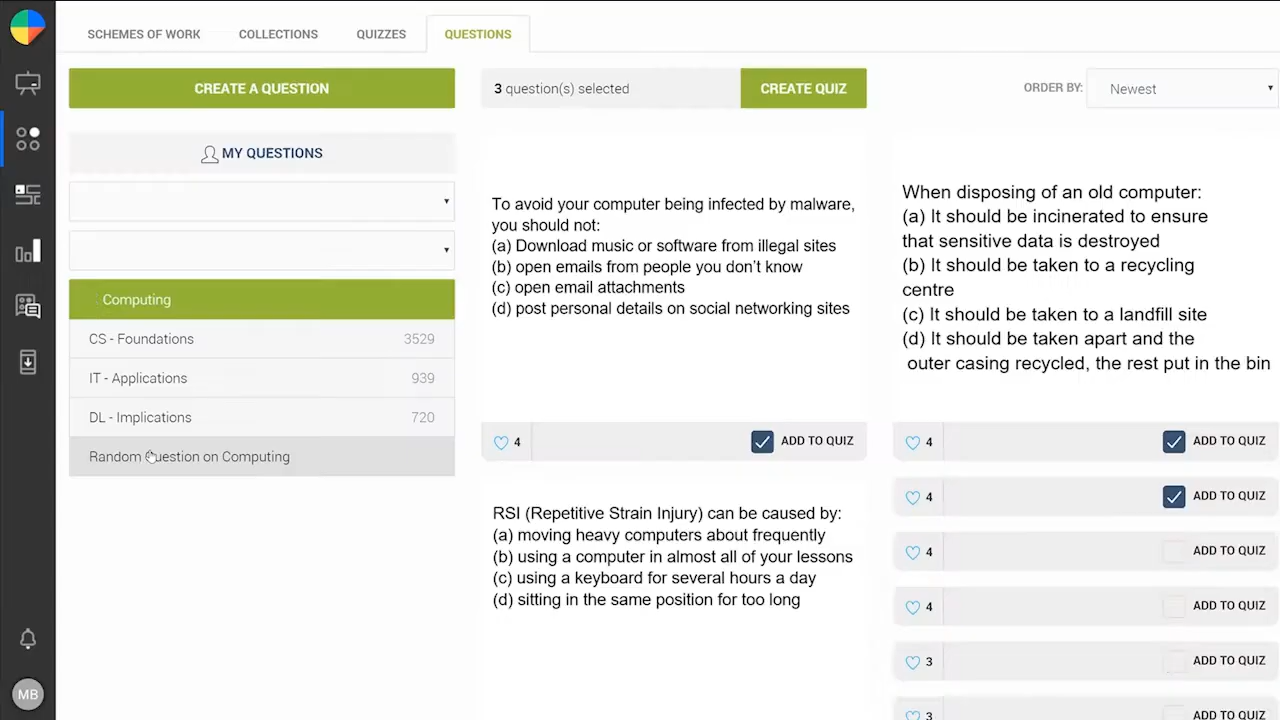 SCHEMES OF WORK
COLLECTIONS
QUIZZES
QUESTIONS
CREATE A QUESTION
3 question(s) selected
CREATE QUIZ
ORDER BY:
Newest
MY QUESTIONS
Computing
CS - Foundations 3529
IT - Applications 939
DL - Implications 720
Random Question on Computing
To avoid your computer being infected by malware,
you should not:
(a) Download music or software from illegal sites
(b) open emails from people you don't know
(c) open email attachments
(d) post personal details on social networking sites
4
ADD TO QUIZ
RSI (Repetitive Strain Injury) can be caused by:
(a) moving heavy computers about frequently
(b) using a computer in almost all of your lessons
(c) using a keyboard for several hours a day
(d) sitting in the same position for too long
When disposing of an old computer:
(a) It should be incinerated to ensure
that sensitive data is destroyed
(b) It should be taken to a recycling
centre
(c) It should be taken to a landfill site
(d) It should be taken apart and the
outer casing recycled, the rest put in the bin
4 ADD TO QUIZ
4 ADD TO QUIZ
4 ADD TO QUIZ
4 ADD TO QUIZ
3 ADD TO QUIZ
3 ADD TO QUIZ
MB